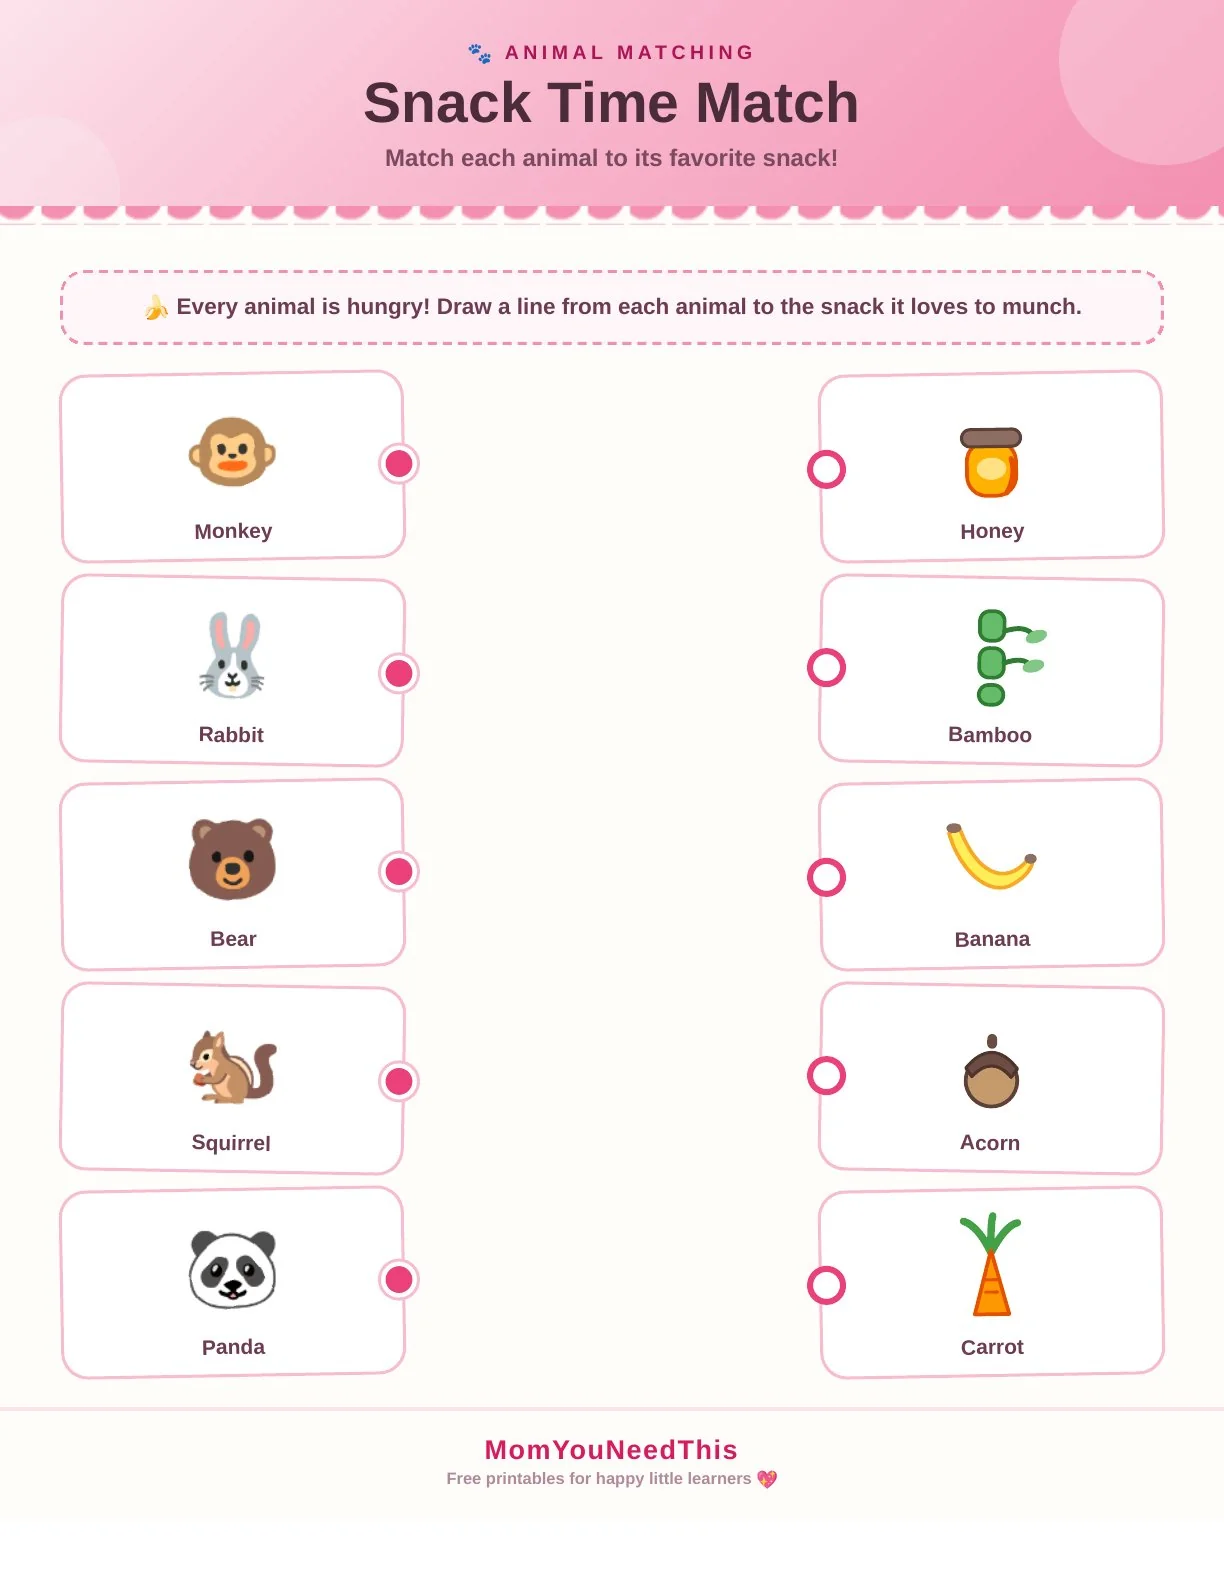 🐾 ANIMAL MATCHING
Snack Time Match
Match each animal to its favorite snack!
🍌 Every animal is hungry! Draw a line from each animal to the snack it loves to munch.
Monkey
Honey
Rabbit
Bamboo
Bear
Banana
Squirrel
Acorn
Panda
Carrot
MomYouNeedThis
Free printables for happy little learners 💖